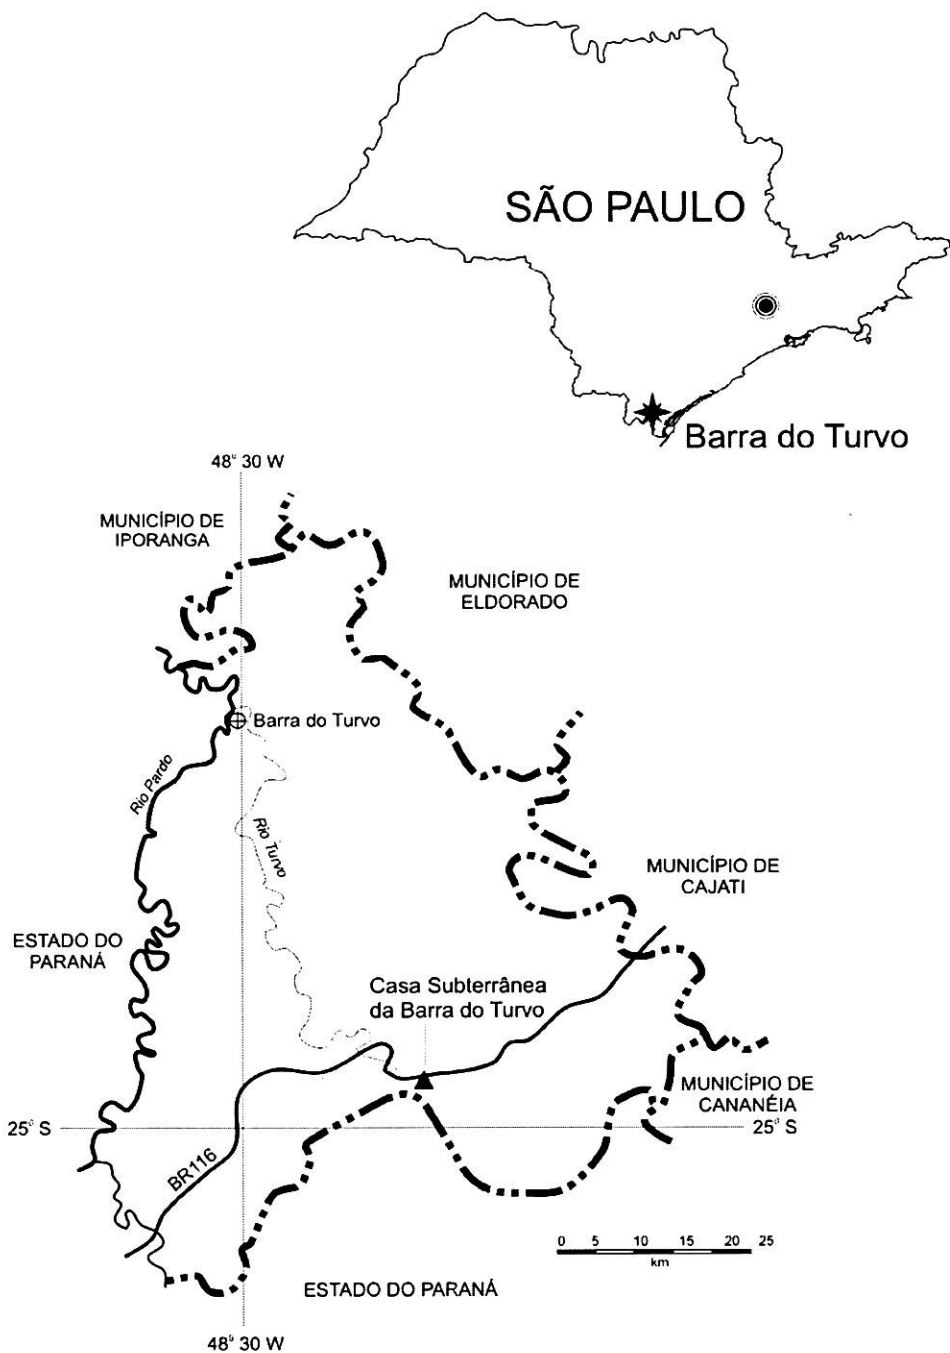 SÃO PAULO
Barra do Turvo
48° 30 W
MUNICÍPIO DE
IPORANGA
MUNICÍPIO DE
ELDORADO
Barra do Turvo
Rio Pardo
Rio Turvo
MUNICÍPIO DE
CAJATI
ESTADO DO
PARANÁ
Casa Subterrânea
da Barra do Turvo
MUNICÍPIO DE
CANANÉIA
25° S
25° S
BR116
0 5 10 15 20 25
km
ESTADO DO PARANÁ
48° 30 W